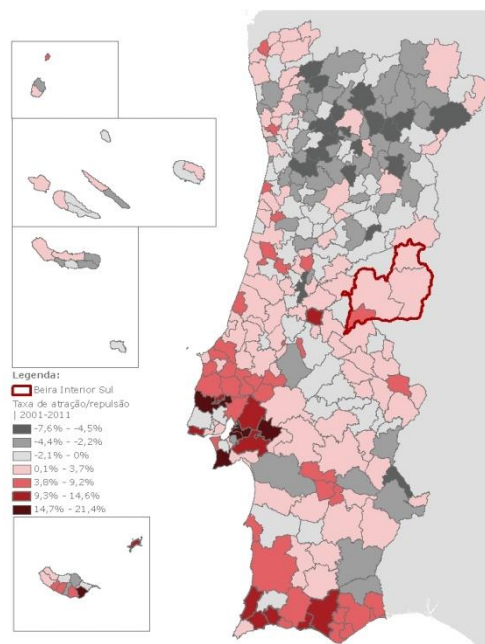 Legenda:
Beira Interior Sul
Taxa de atração/repulsão
| 2001-2011
-7,6% - -4,5%
-4,4% - -2,2%
-2,1% - 0%
0,1% - 3,7%
3,8% - 9,2%
9,3% - 14,6%
14,7% - 21,4%